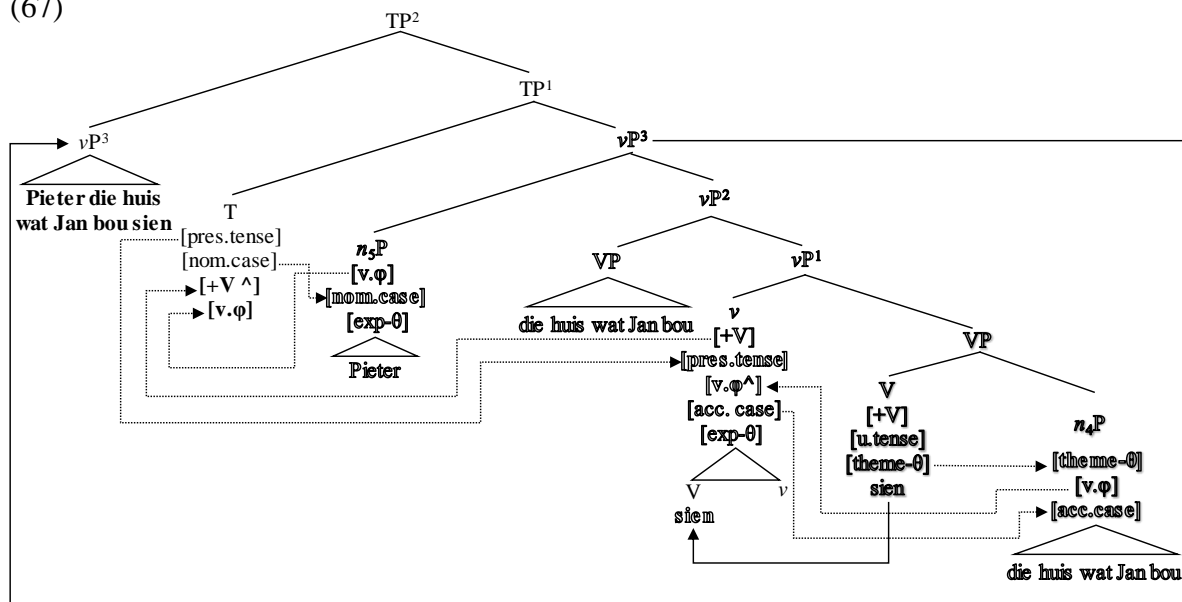 (67)
TP²
TP¹
vP³
vP³
Pieter die huis
wat Jan bou sien
T
[pres.tense]
[nom.case]
[+V ^]
[v.φ]
vP²
n₅P
[v.φ]
[nom.case]
[exp-θ]
Pieter
VP
die huis wat Jan bou
vP¹
v
[+V]
[pres.tense]
[v.φ^]
[acc. case]
[exp-θ]
V
v
sien
VP
V
[+V]
[u.tense]
[theme-θ]
sien
n₄P
[theme-θ]
[v.φ]
[acc.case]
die huis wat Jan bou